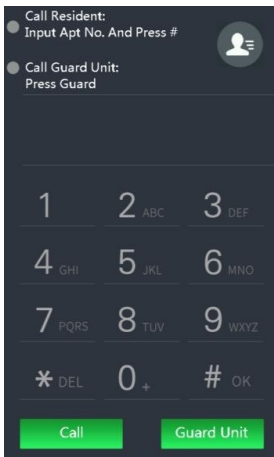 Call Resident:
Input Apt No. And Press #
Call Guard Unit:
Press Guard
1 2 ABC 3 DEF
4 GHI 5 JKL 6 MNO
7 PQRS 8 TUV 9 WXYZ
* DEL 0 + # OK
Call Guard Unit